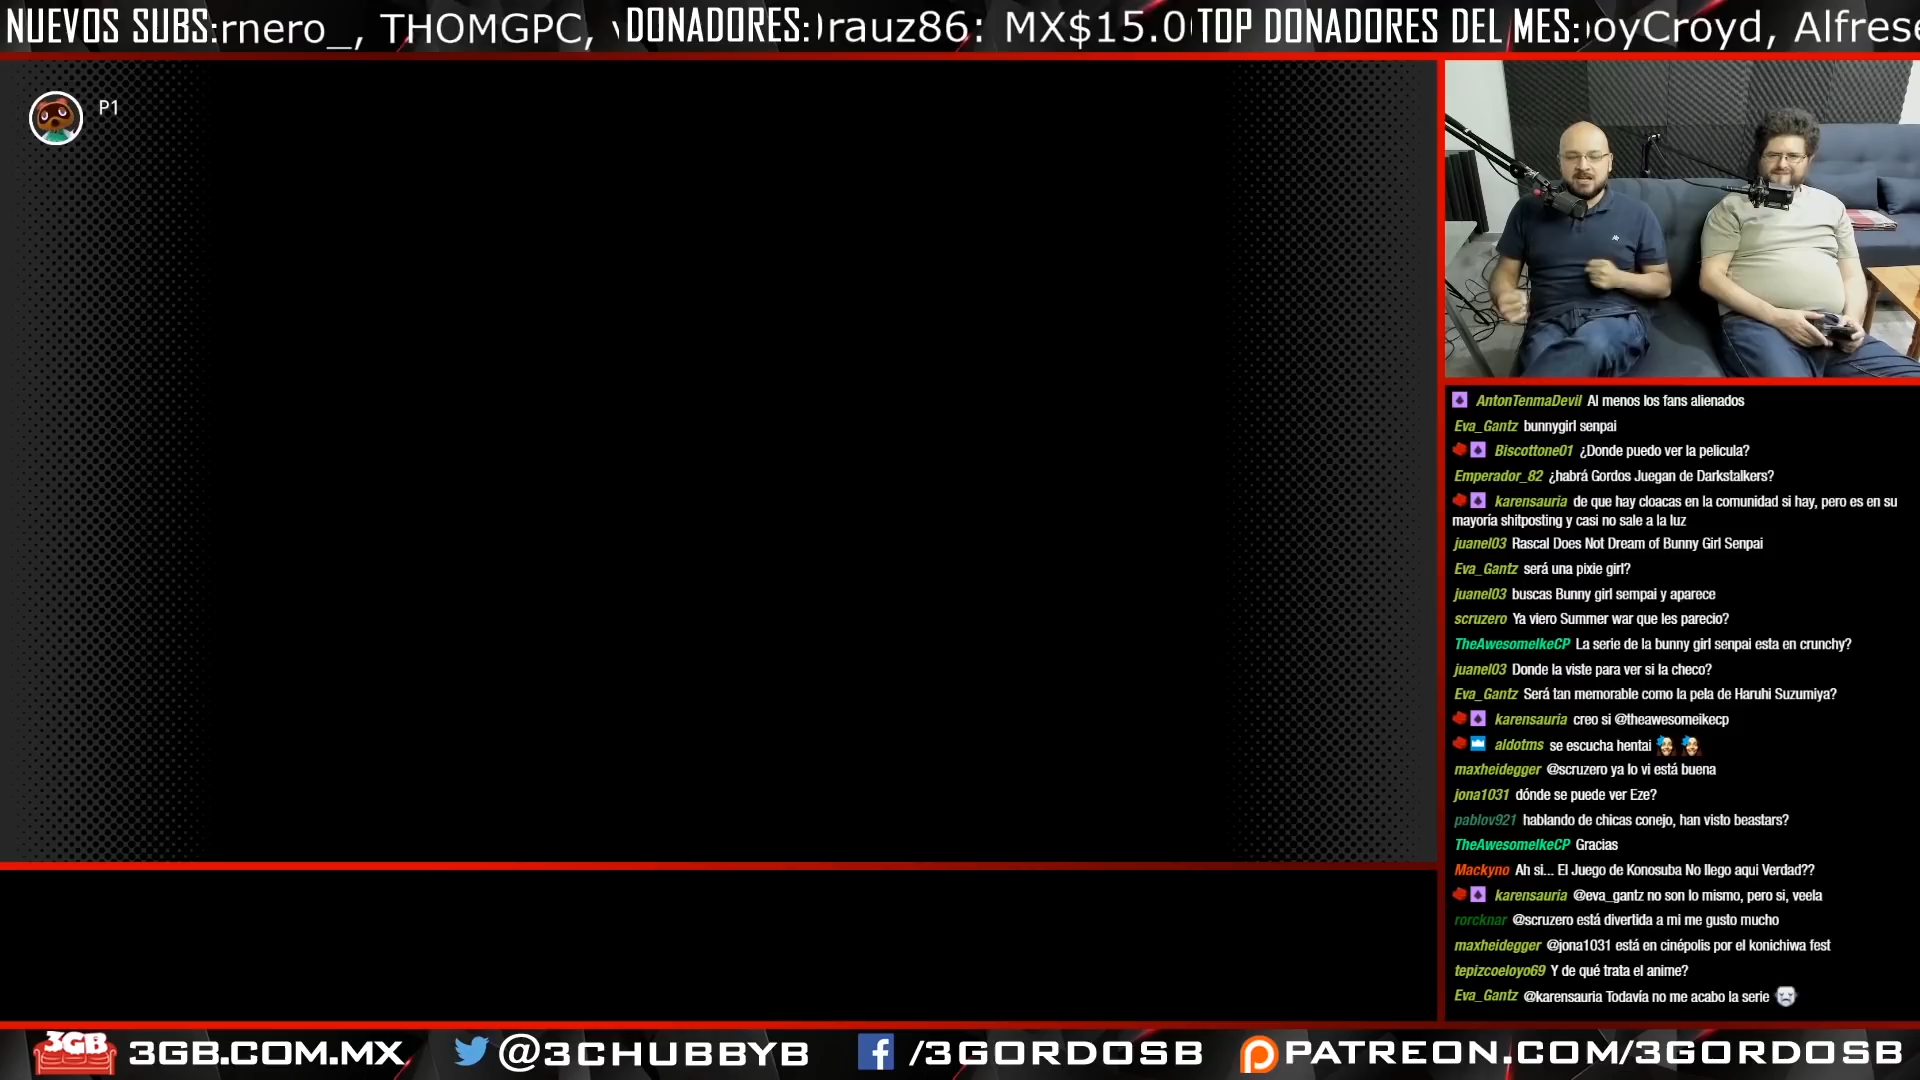 NUEVOS SUBS: rnero_, THOMGPC,
DONADORES: rauz86: MX$15.0
TOP DONADORES DEL MES: oyCroyd, Alfrese
P1
AntonTenmaDevil Al menos los fans alienados
Eva_Gantz bunnygirl senpai
Biscottone01 ¿Donde puedo ver la pelicula?
Emperador_82 ¿habrá Gordos Juegan de Darkstalkers?
karensauria de que hay cloacas en la comunidad si hay, pero es en su
mayoría shitposting y casi no sale a la luz
juanel03 Rascal Does Not Dream of Bunny Girl Senpai
Eva_Gantz será una pixie girl?
juanel03 buscas Bunny girl sempai y aparece
scruzero Ya viero Summer war que les parecio?
TheAwesomeIkeCP La serie de la bunny girl senpai esta en crunchy?
juanel03 Donde la viste para ver si la checo?
Eva_Gantz Será tan memorable como la pela de Haruhi Suzumiya?
karensauria creo si @theawesomeikecp
aldotms se escucha hentai
maxheidegger @scruzero ya lo vi está buena
jona1031 dónde se puede ver Eze?
pablov921 hablando de chicas conejo, han visto beastars?
TheAwesomeIkeCP Gracias
Mackyno Ah si... El Juego de Konosuba No llego aqui Verdad??
karensauria @eva_gantz no son lo mismo, pero si, veela
rorcknar @scruzero está divertida a mi me gusto mucho
maxheidegger @jona1031 está en cinépolis por el konichiwa fest
tepizcoeloyo69 Y de qué trata el anime?
Eva_Gantz @karensauria Todavía no me acabo la serie
3GB 3GB.COM.MX @3CHUBBYB /3GORDOSB PATREON.COM/3GORDOSB